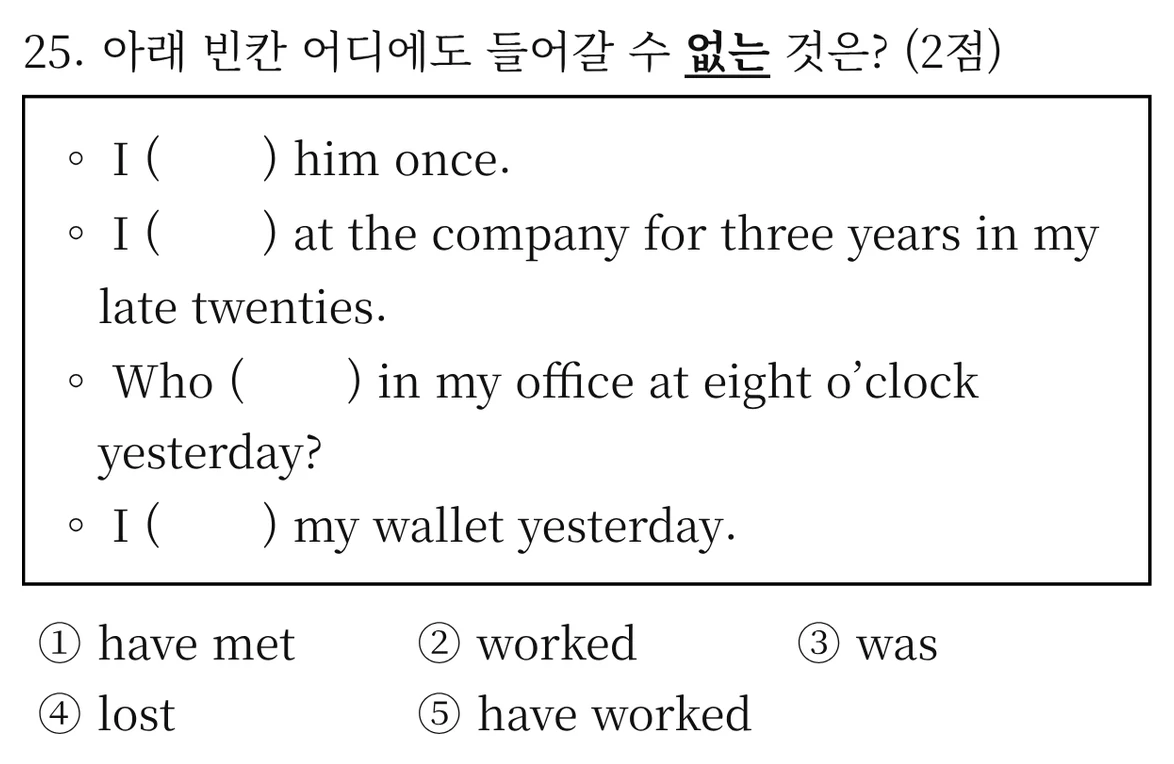 25. 아래 빈칸 어디에도 들어갈 수 없는 것은? (2점)
◦ I (      ) him once.
◦ I (      ) at the company for three years in my
late twenties.
◦ Who (      ) in my office at eight o’clock
yesterday?
◦ I (      ) my wallet yesterday.
① have met ② worked ③ was
④ lost ⑤ have worked